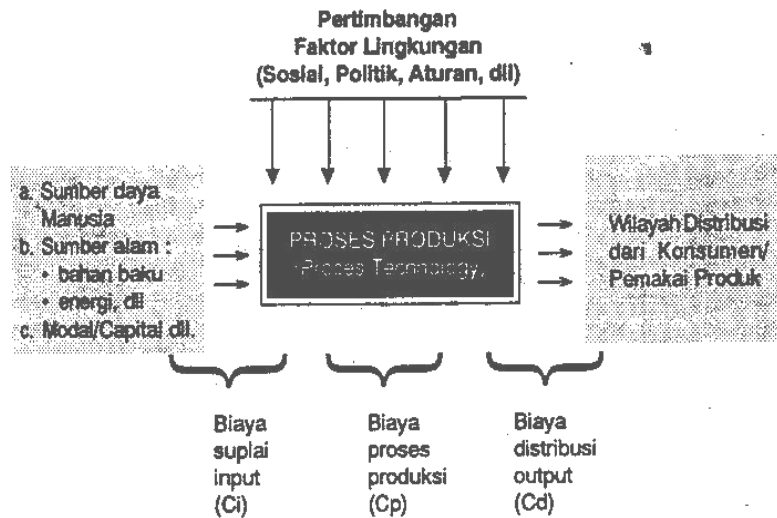 Pertimbangan
Faktor Lingkungan
(Sosial, Politik, Aturan, dll)
a. Sumber daya
Manusia
b. Sumber alam :
• bahan baku
• energi, dll
c. Modal/Capital dll.
PROSES PRODUKSI
(Proces Technology,
Wilayah Distribusi
dan Konsumen/
Pemakai Produk
Biaya
suplai
input
(Ci)
Biaya
proses
produksi
(Cp)
Biaya
distribusi
output
(Cd)